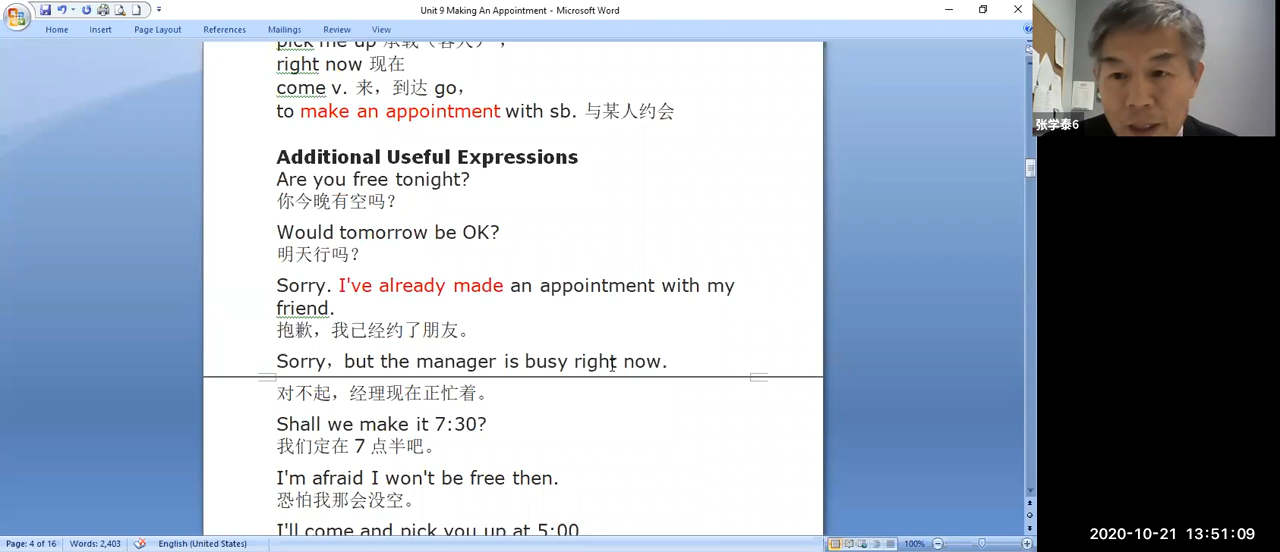 Unit 9 Making An Appointment - Microsoft Word
Home Insert Page Layout References Mailings Review View
pick me up 承载（客人），
right now 现在
come v. 来，到达 go，
to make an appointment with sb. 与某人约会
Additional Useful Expressions
Are you free tonight?
你今晚有空吗？
Would tomorrow be OK?
明天行吗？
Sorry. I've already made an appointment with my
friend.
抱歉，我已经约了朋友。
Sorry，but the manager is busy right now.
对不起，经理现在正忙着。
Shall we make it 7:30?
我们定在 7 点半吧。
I'm afraid I won't be free then.
恐怕我那会没空。
I'll come and pick you up at 5:00
Page: 4 of 16 Words: 2,403 English (United States) 100%
张学泰6
2020-10-21 13:51:09